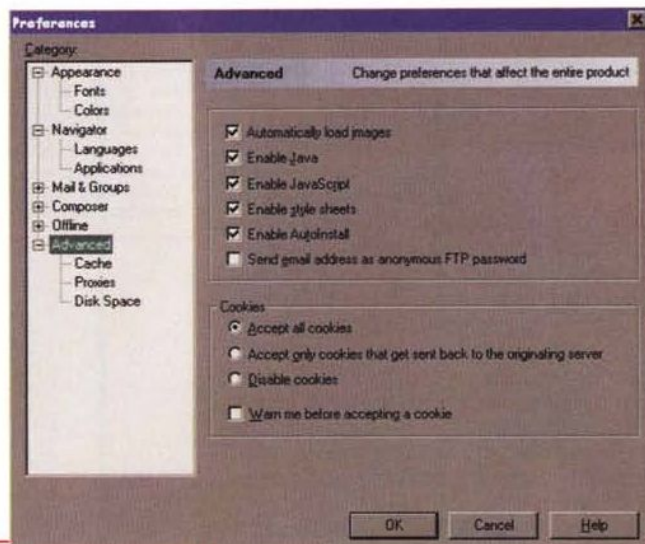 Preferences
Category:
Appearance
Fonts
Colors
Navigator
Languages
Applications
Mail & Groups
Composer
Offline
Advanced
Cache
Proxies
Disk Space
Advanced Change preferences that affect the entire product
Automatically load images
Enable Java
Enable JavaScript
Enable style sheets
Enable AutoInstall
Send email address as anonymous FTP password
Cookies
Accept all cookies
Accept only cookies that get sent back to the originating server
Disable cookies
Warn me before accepting a cookie
OK Cancel Help